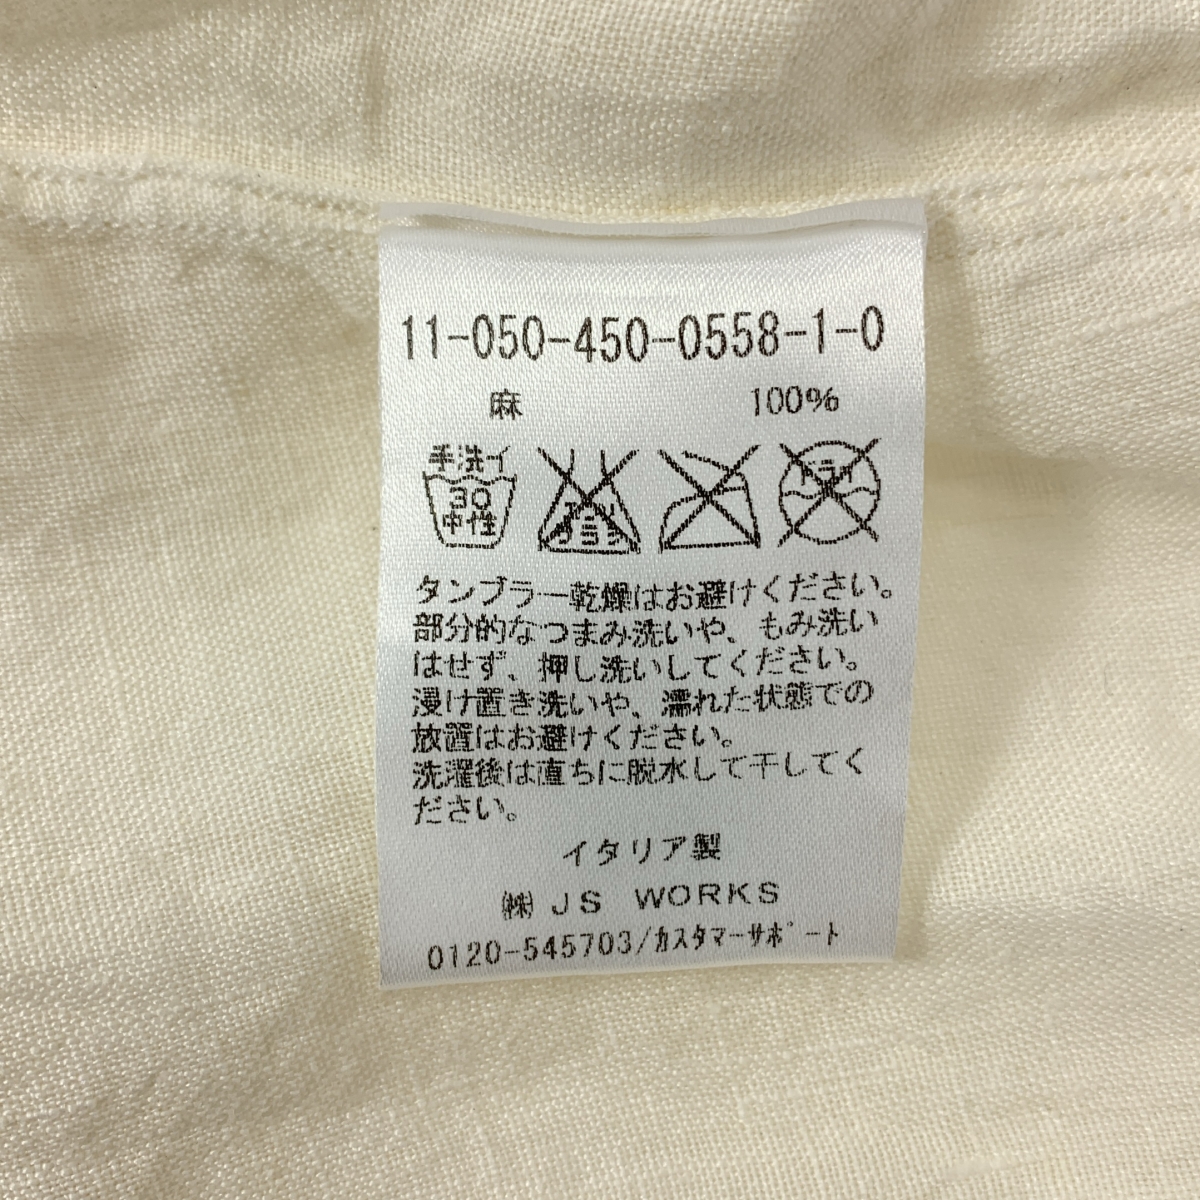 11-050-450-0558-1-0
麻 100%
手洗イ
30
中性
エンソ
サラシ
ドライ
タンブラー乾燥はお避けください。
部分的なつまみ洗いや、もみ洗い
はせず、押し洗いしてください。
浸け置き洗いや、濡れた状態での
放置はお避けください。
洗濯後は直ちに脱水して干してく
ださい。
イタリア製
㈱JS WORKS
0120-545703/カスタマーサポート